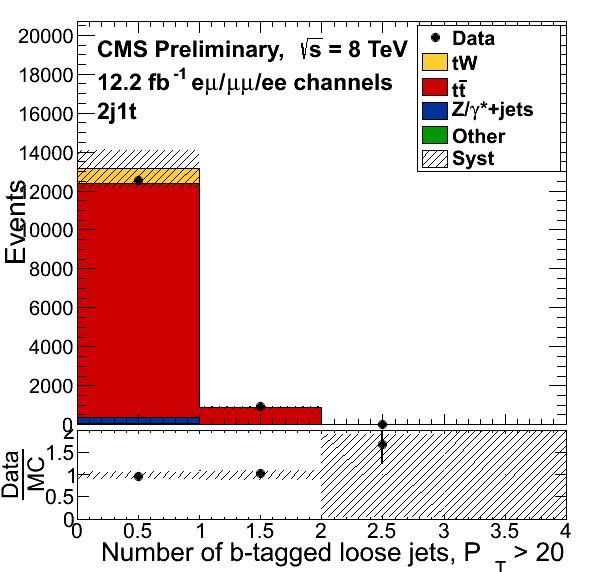 CMS Preliminary, √s = 8 TeV
12.2 fb⁻¹ eμ/μμ/ee channels
2j1t
Data
tW
tt̄
Z/γ*+jets
Other
Syst
Events
20000
18000
16000
14000
12000
10000
8000
6000
4000
2000
0
Data
MC
2
1.5
1
0.5
0
0 0.5 1 1.5 2 2.5 3 3.5 4
Number of b-tagged loose jets, P_T > 20